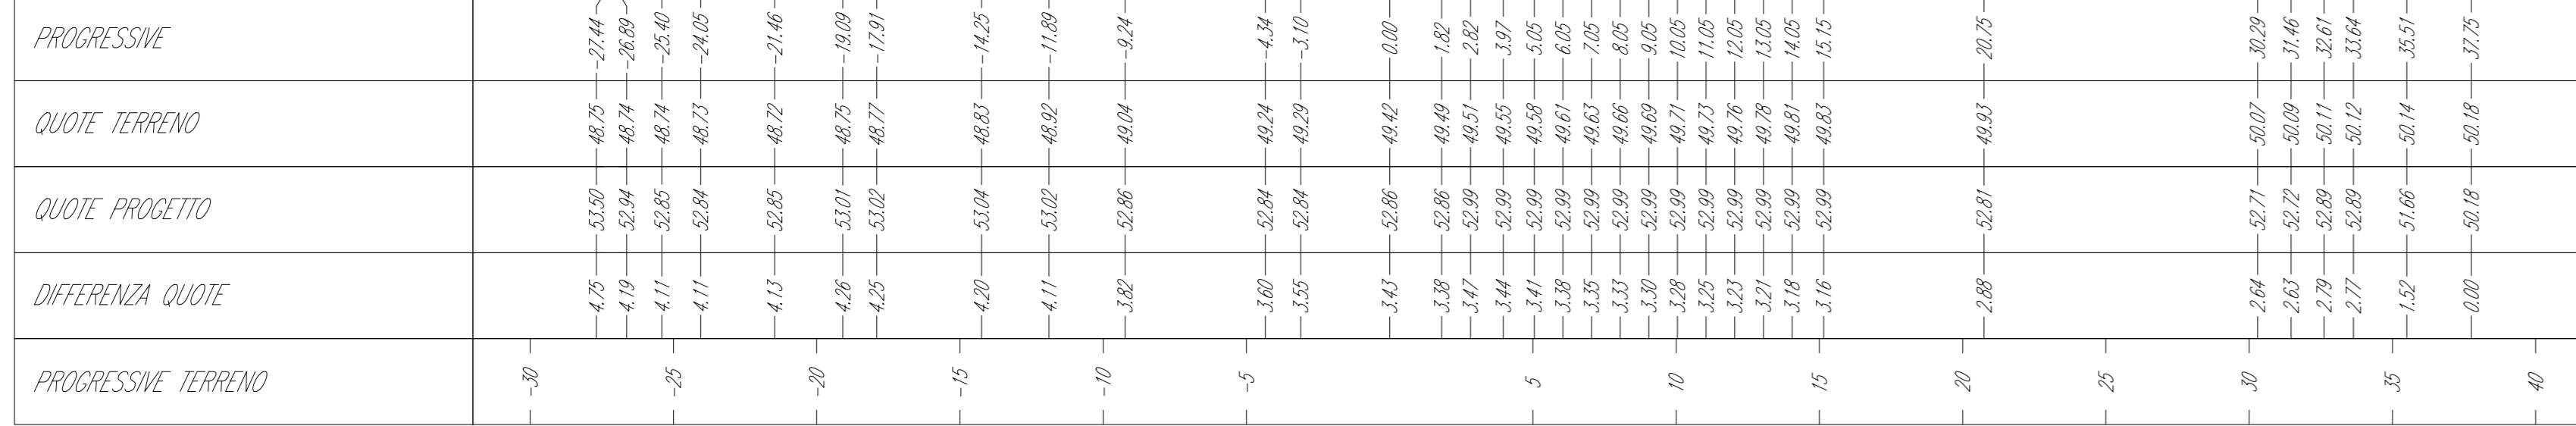 PROGRESSIVE -27.44 -26.89 -25.40 -24.05 -21.46 -19.09 -17.91 -14.25 -11.89 -9.24 -4.34 -3.10 0.00 1.82 2.82 3.97 5.05 6.05 7.05 8.05 9.05 10.05 11.05 12.05 13.05 14.05 15.15 20.75 30.29 31.46 32.61 33.64 35.51 37.75
QUOTE TERRENO 48.75 48.74 48.74 48.73 48.72 48.75 48.77 48.83 48.92 49.04 49.24 49.29 49.42 49.49 49.51 49.55 49.58 49.61 49.63 49.66 49.69 49.71 49.73 49.76 49.78 49.81 49.83 49.93 50.07 50.09 50.11 50.12 50.14 50.18
QUOTE PROGETTO 53.50 52.94 52.85 52.84 52.85 53.01 53.02 53.04 53.02 52.86 52.84 52.84 52.86 52.86 52.99 52.99 52.99 52.99 52.99 52.99 52.99 52.99 52.99 52.99 52.99 52.99 52.99 52.81 52.71 52.72 52.89 52.89 51.66 50.18
DIFFERENZA QUOTE 4.75 4.19 4.11 4.11 4.13 4.26 4.25 4.20 4.11 3.82 3.60 3.55 3.43 3.38 3.47 3.44 3.41 3.38 3.35 3.33 3.30 3.28 3.25 3.23 3.21 3.18 3.16 2.88 2.64 2.63 2.79 2.77 1.52 0.00
PROGRESSIVE TERRENO -30 -25 -20 -15 -10 -5 5 10 15 20 25 30 35 40